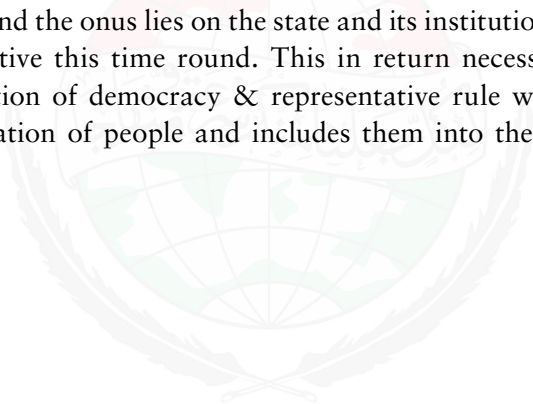 nd the onus lies on the state and its institutio
tive this time round. This in return necess
tion of democracy & representative rule w
ation of people and includes them into the